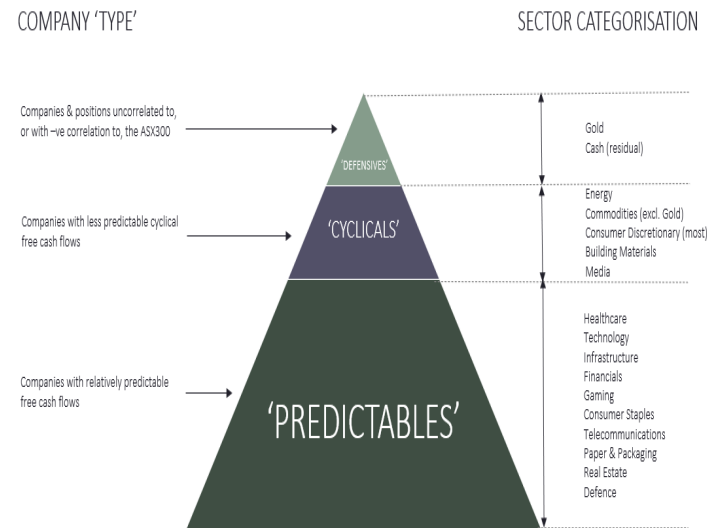 COMPANY ‘TYPE’
SECTOR CATEGORISATION
Companies & positions uncorrelated to,
or with –ve correlation to, the ASX300
‘DEFENSIVES’
Gold
Cash (residual)
Companies with less predictable cyclical
free cash flows
‘CYCLICALS’
Energy
Commodities (excl. Gold)
Consumer Discretionary (most)
Building Materials
Media
Companies with relatively predictable
free cash flows
‘PREDICTABLES’
Healthcare
Technology
Infrastructure
Financials
Gaming
Consumer Staples
Telecommunications
Paper & Packaging
Real Estate
Defence